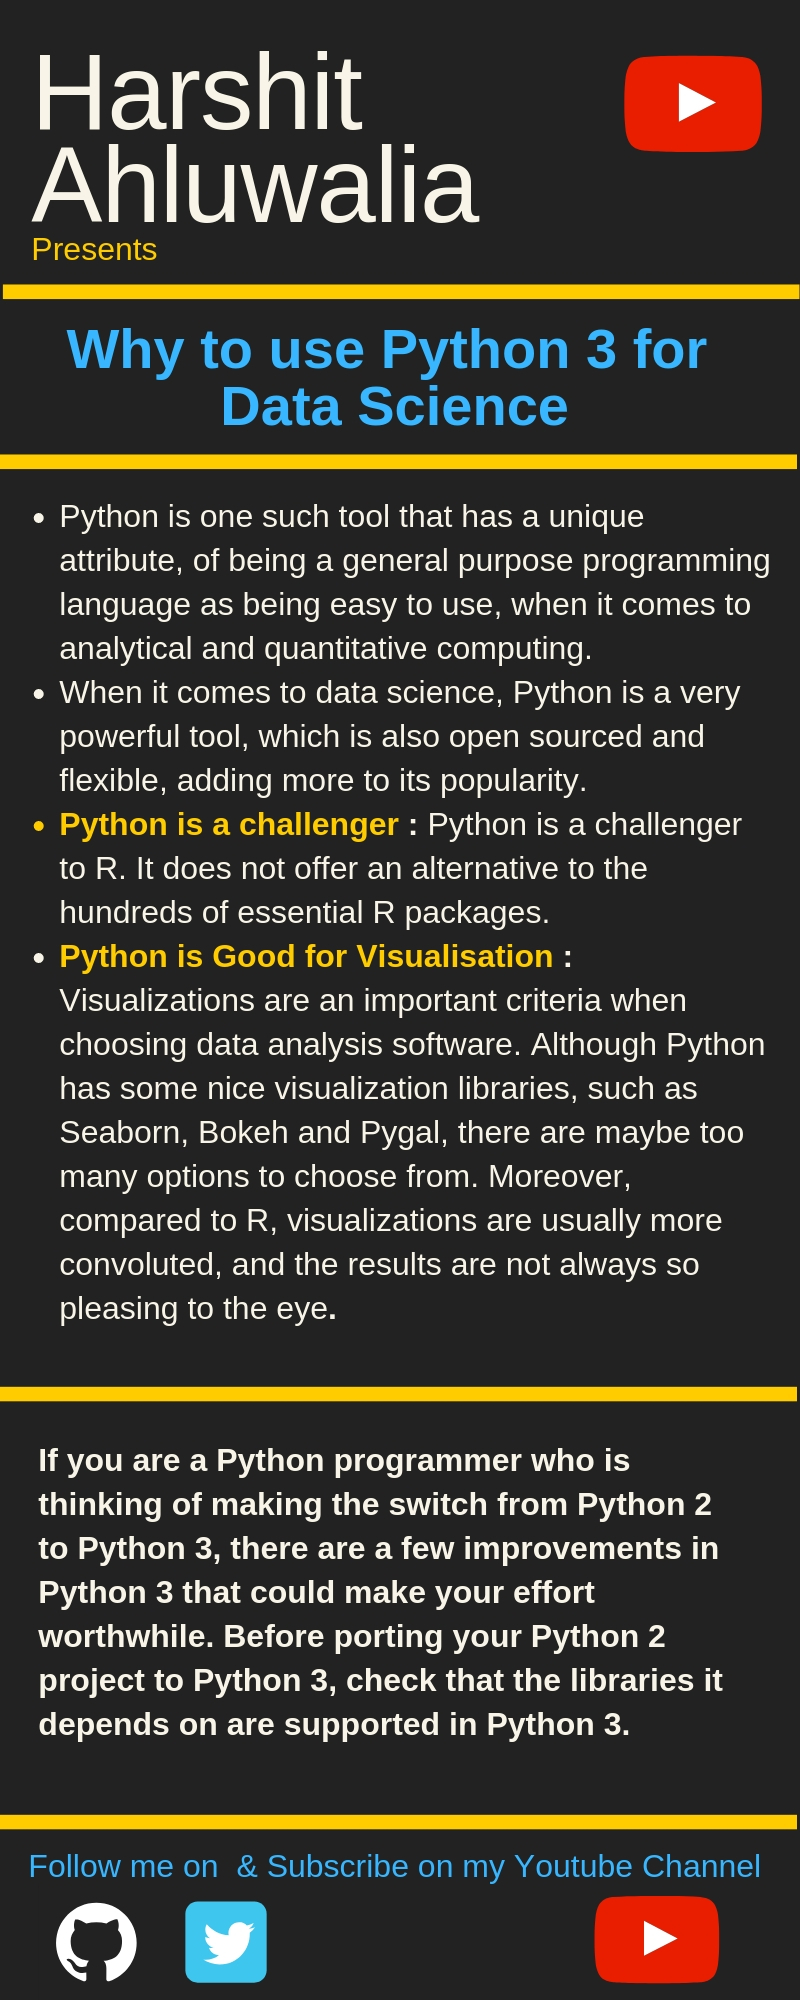 Harshit
Ahluwalia
Presents
Why to use Python 3 for
Data Science
• Python is one such tool that has a unique
attribute, of being a general purpose programming
language as being easy to use, when it comes to
analytical and quantitative computing.
• When it comes to data science, Python is a very
powerful tool, which is also open sourced and
flexible, adding more to its popularity.
• Python is a challenger : Python is a challenger
to R. It does not offer an alternative to the
hundreds of essential R packages.
• Python is Good for Visualisation :
Visualizations are an important criteria when
choosing data analysis software. Although Python
has some nice visualization libraries, such as
Seaborn, Bokeh and Pygal, there are maybe too
many options to choose from. Moreover,
compared to R, visualizations are usually more
convoluted, and the results are not always so
pleasing to the eye.
If you are a Python programmer who is
thinking of making the switch from Python 2
to Python 3, there are a few improvements in
Python 3 that could make your effort
worthwhile. Before porting your Python 2
project to Python 3, check that the libraries it
depends on are supported in Python 3.
Follow me on  & Subscribe on my Youtube Channel